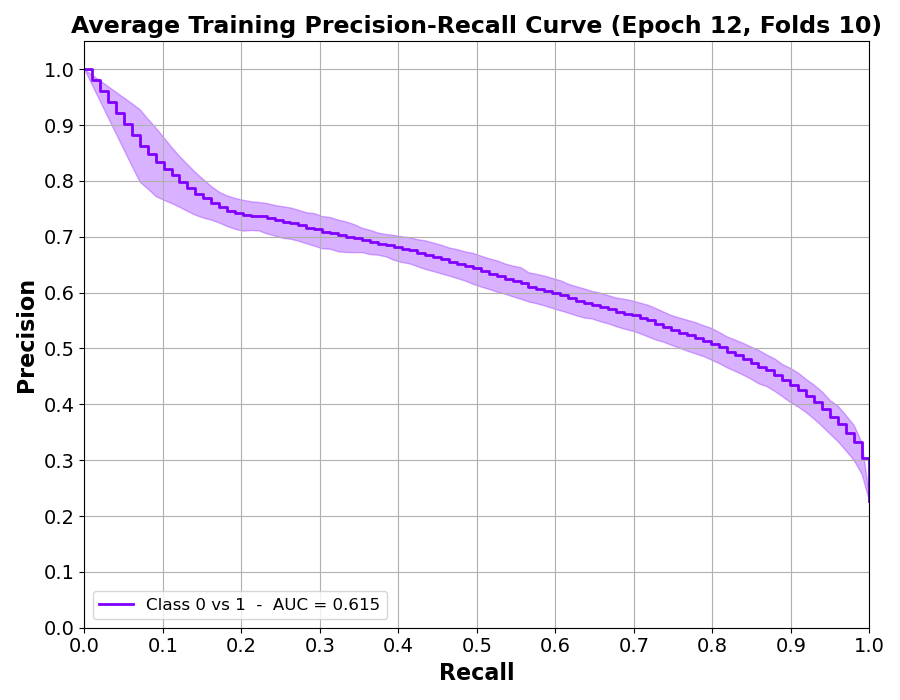 Average Training Precision-Recall Curve (Epoch 12, Folds 10)
Precision
1.0
0.9
0.8
0.7
0.6
0.5
0.4
0.3
0.2
0.1
0.0
Class 0 vs 1 - AUC = 0.615
0.0 0.1 0.2 0.3 0.4 0.5 0.6 0.7 0.8 0.9 1.0
Recall